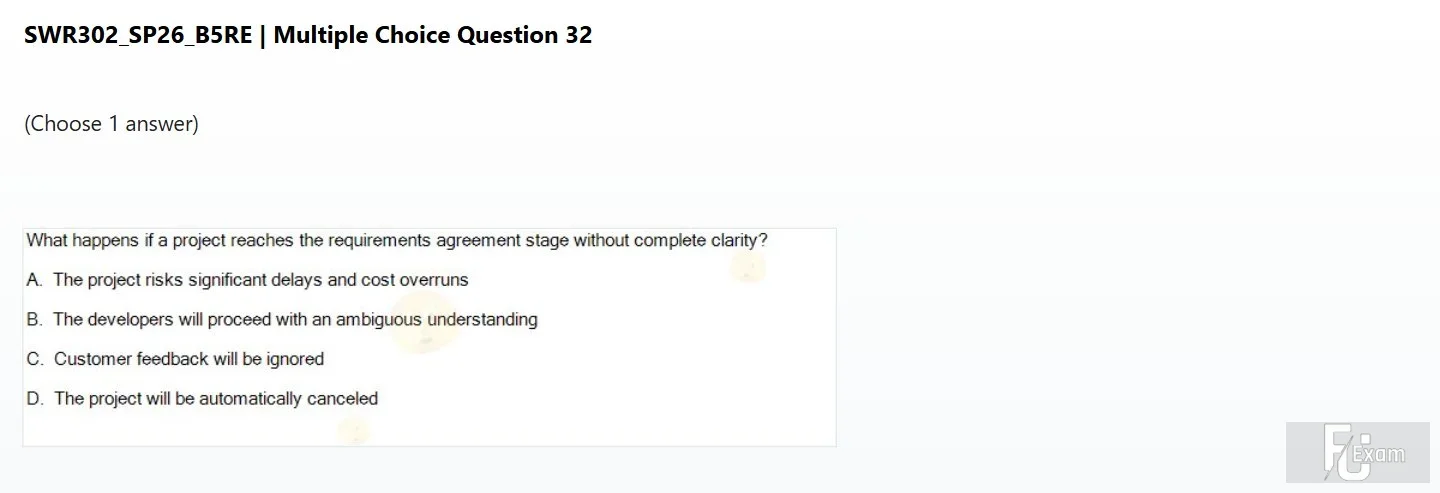 SWR302_SP26_B5RE | Multiple Choice Question 32
(Choose 1 answer)
What happens if a project reaches the requirements agreement stage without complete clarity?
A. The project risks significant delays and cost overruns
B. The developers will proceed with an ambiguous understanding
C. Customer feedback will be ignored
D. The project will be automatically canceled
FU Exam